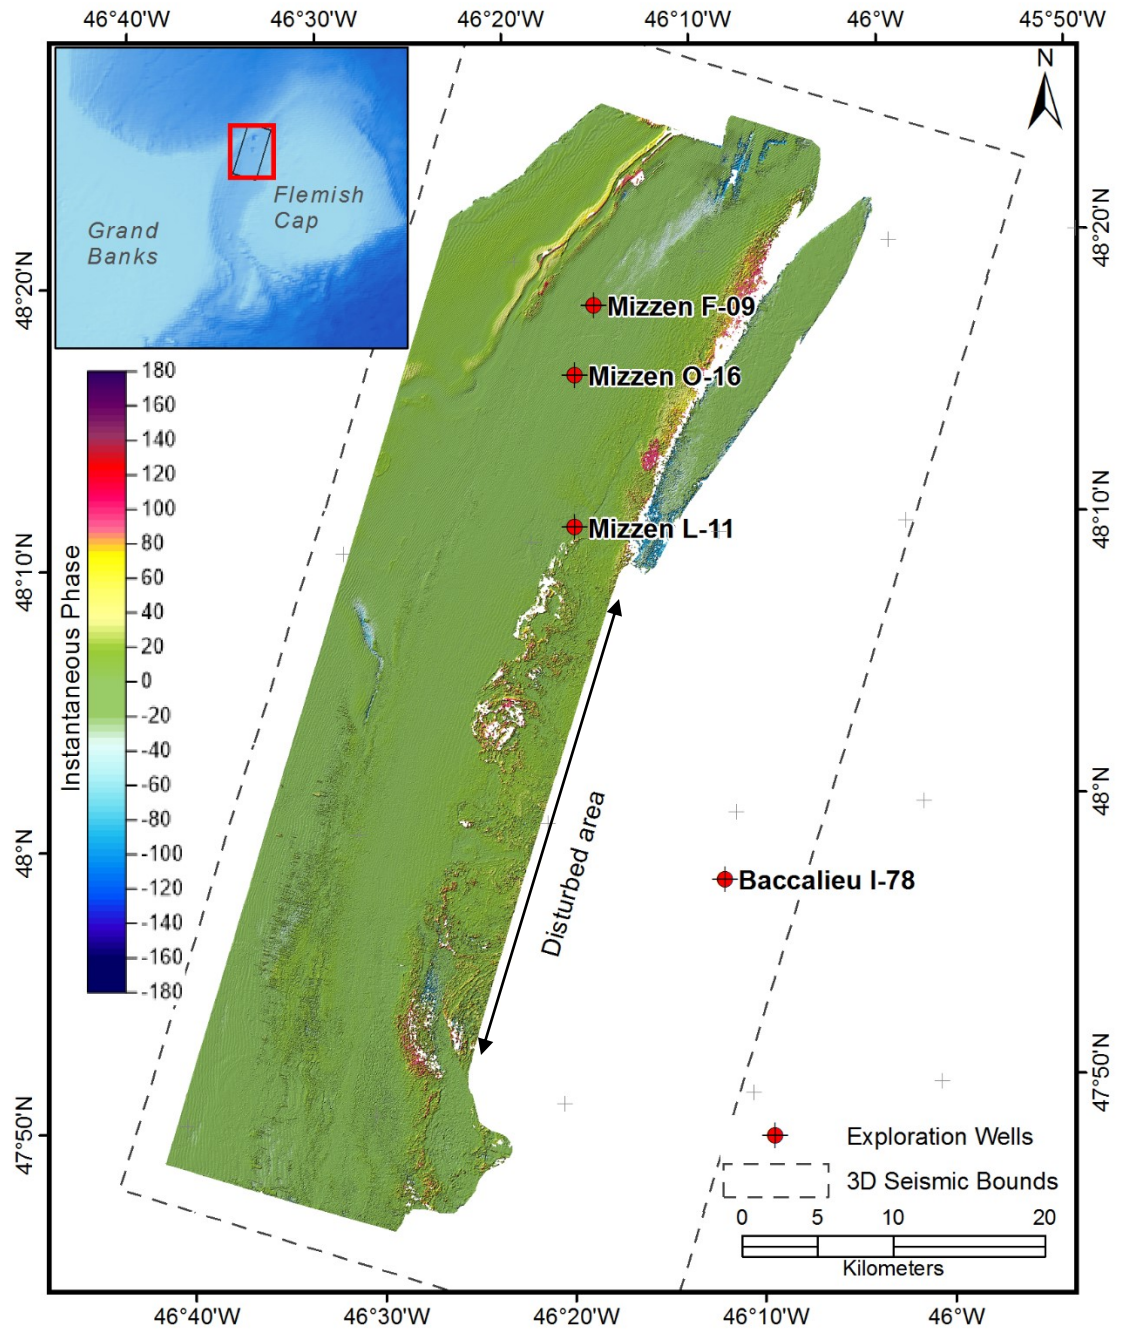 46°40'W 46°30'W 46°20'W 46°10'W 46°W 45°50'W
N
Grand
Banks
Flemish
Cap
48°20'N
48°10'N
48°N
47°50'N
48°20'N
48°10'N
48°N
47°50'N
Mizzen F-09
Mizzen O-16
Mizzen L-11
Baccalieu I-78
Instantaneous Phase
180
160
140
120
100
80
60
40
20
0
-20
-40
-60
-80
-100
-120
-140
-160
-180
Disturbed area
Exploration Wells
3D Seismic Bounds
0 5 10 20
Kilometers
46°40'W 46°30'W 46°20'W 46°10'W 46°W